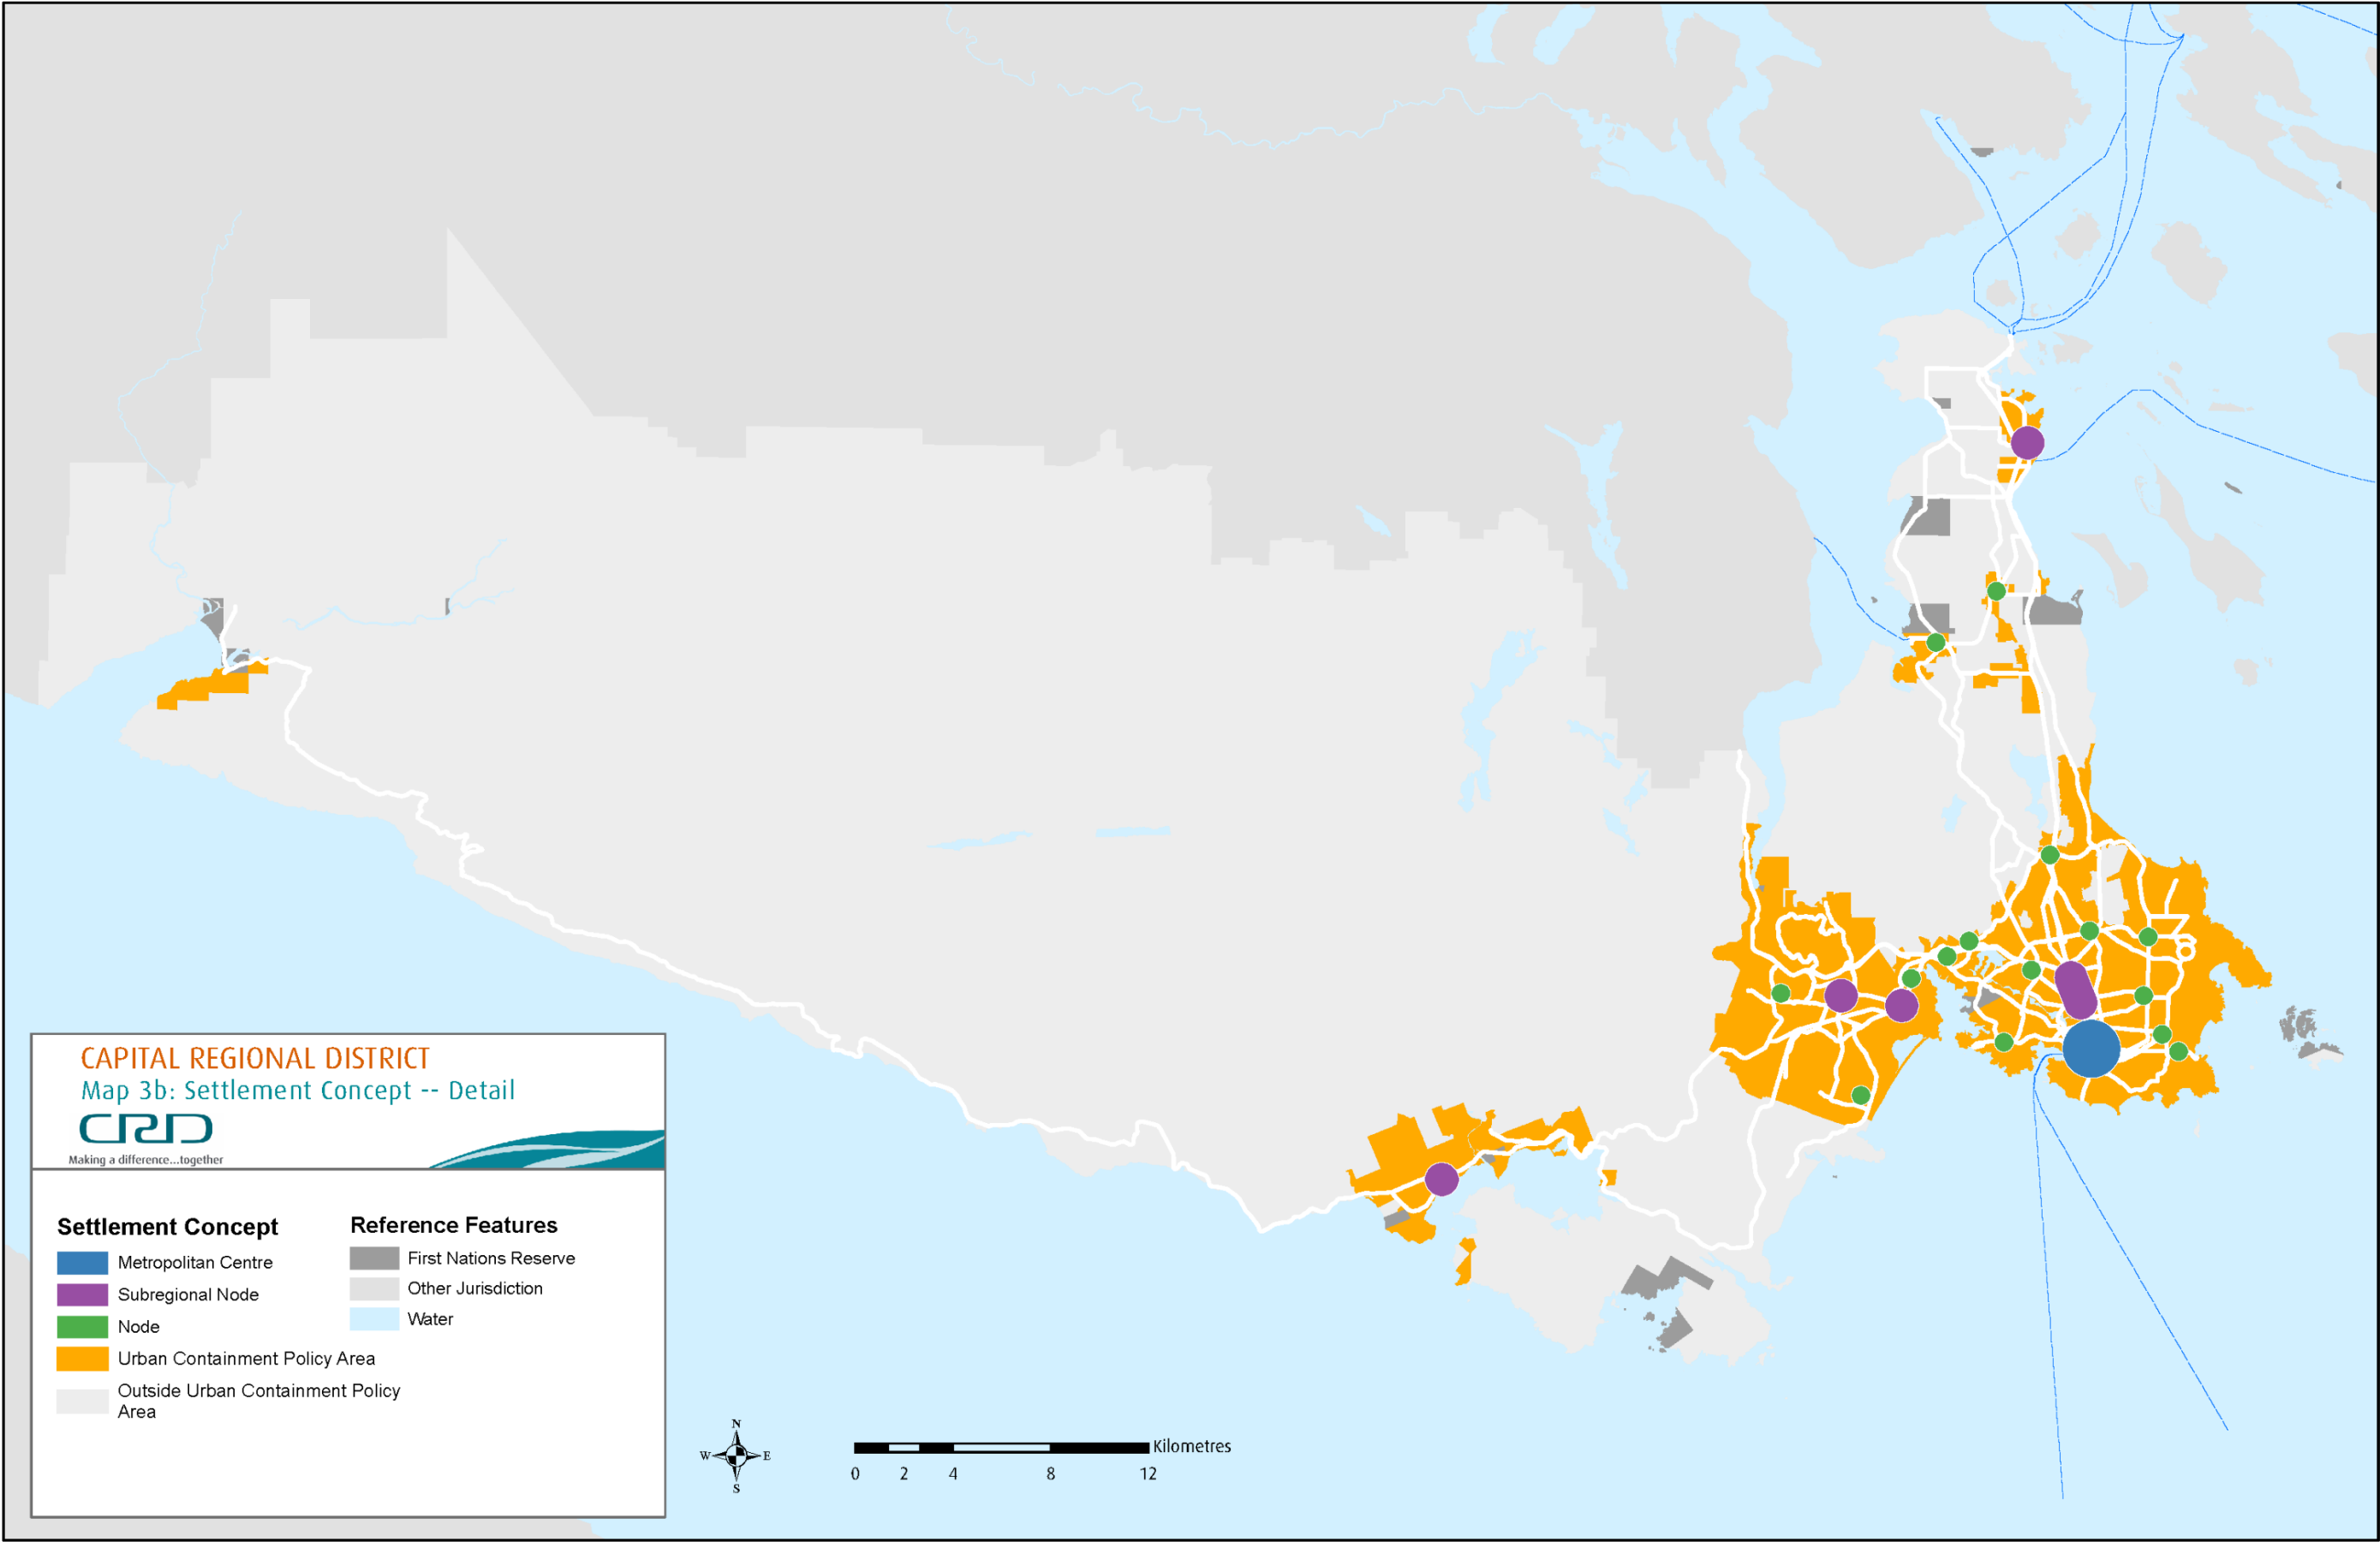 CAPITAL REGIONAL DISTRICT
Map 3b: Settlement Concept -- Detail
CRD
Making a difference...together
Settlement Concept
Metropolitan Centre
Subregional Node
Node
Urban Containment Policy Area
Outside Urban Containment Policy
Area
Reference Features
First Nations Reserve
Other Jurisdiction
Water
N
W E
S
Kilometres
0 2 4 8 12